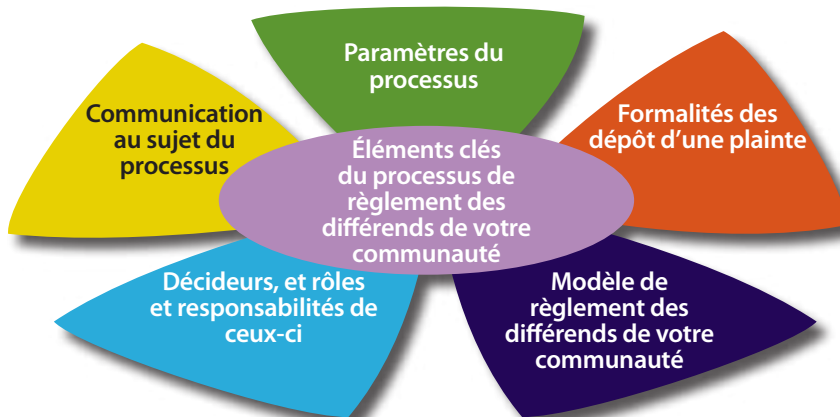 Paramètres du
processus
Communication
au sujet du
processus
Formalités des
dépôt d'une plainte
Éléments clés
du processus de
règlement des
différends de votre
communauté
Décideurs, et rôles
et responsabilités de
ceux-ci
Modèle de
règlement des
différends de votre
communauté